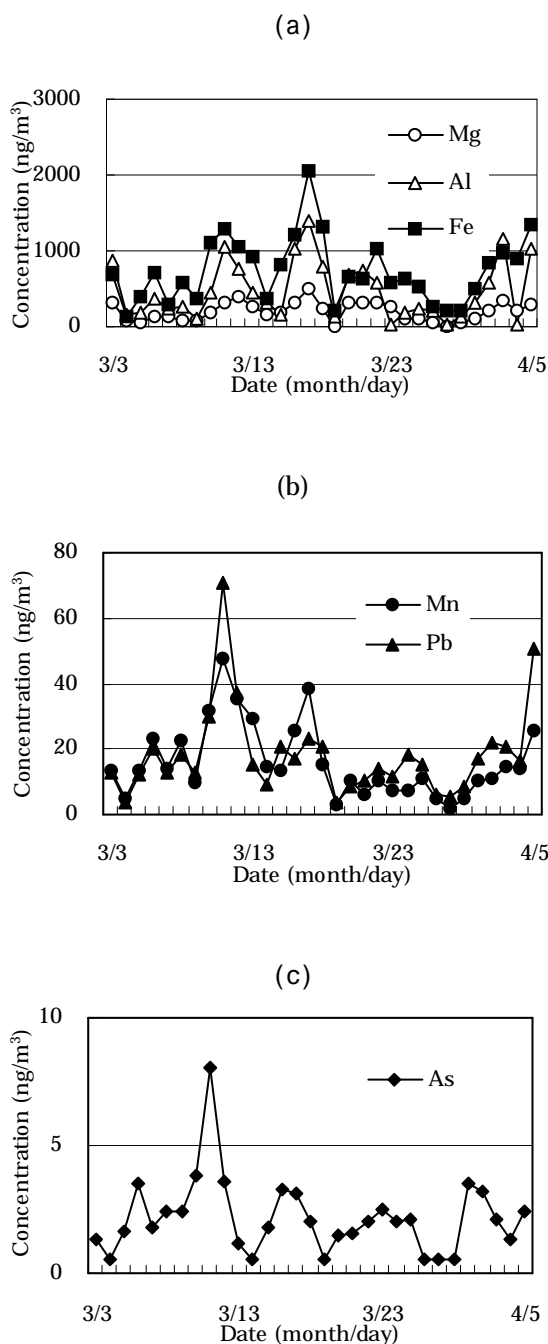 (a)
Concentration (ng/m³)
3000
2000
1000
0
Mg
Al
Fe
3/3
3/13
3/23
4/5
Date (month/day)
(b)
Concentration (ng/m³)
80
60
40
20
0
Mn
Pb
3/3
3/13
3/23
4/5
Date (month/day)
(c)
Concentration (ng/m³)
10
5
0
As
3/3
3/13
3/23
4/5
Date (month/day)